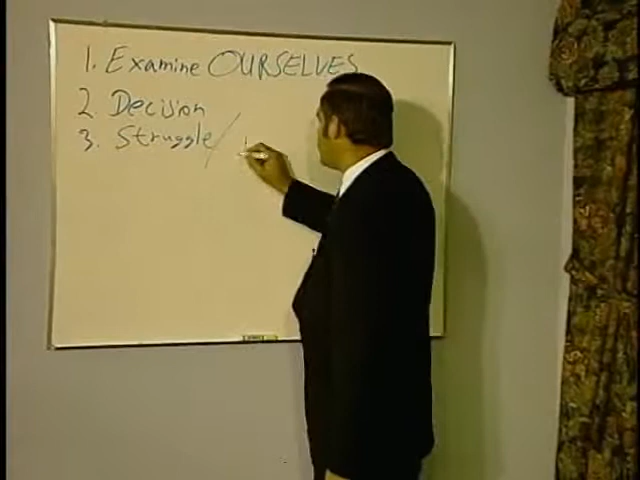 1. Examine OURSELVES
2. Decision
3. Struggle/